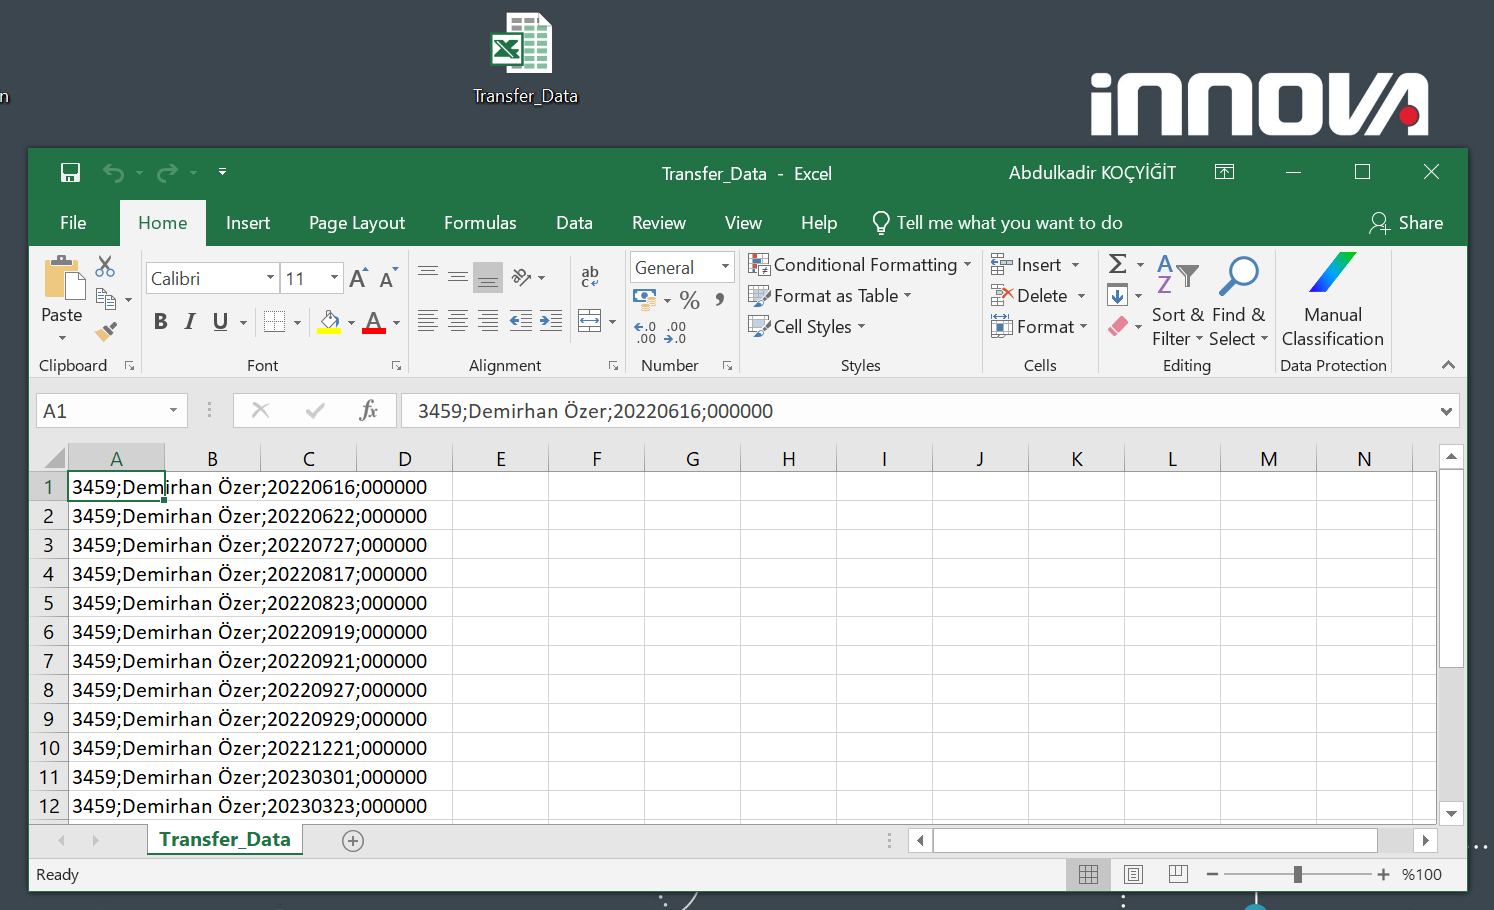 n
Transfer_Data
innova
Transfer_Data - Excel
Abdulkadir KOÇYİĞİT
File Home Insert Page Layout Formulas Data Review View Help Tell me what you want to do Share
Paste
Clipboard
Calibri 11
A A
B I U A
Font
ab
c
Alignment
General
% ,
←.0 .00
.00 →.0
Number
Conditional Formatting
Format as Table
Cell Styles
Styles
Insert
Delete
Format
Cells
Σ
A
Z
Sort & Filter
Find & Select
Editing
Manual Classification
Data Protection
A1
fx
3459;Demirhan Özer;20220616;000000
A B C D E F G H I J K L M N
1 3459;Demirhan Özer;20220616;000000
2 3459;Demirhan Özer;20220622;000000
3 3459;Demirhan Özer;20220727;000000
4 3459;Demirhan Özer;20220817;000000
5 3459;Demirhan Özer;20220823;000000
6 3459;Demirhan Özer;20220919;000000
7 3459;Demirhan Özer;20220921;000000
8 3459;Demirhan Özer;20220927;000000
9 3459;Demirhan Özer;20220929;000000
10 3459;Demirhan Özer;20221221;000000
11 3459;Demirhan Özer;20230301;000000
12 3459;Demirhan Özer;20230323;000000
Transfer_Data
Ready
%100